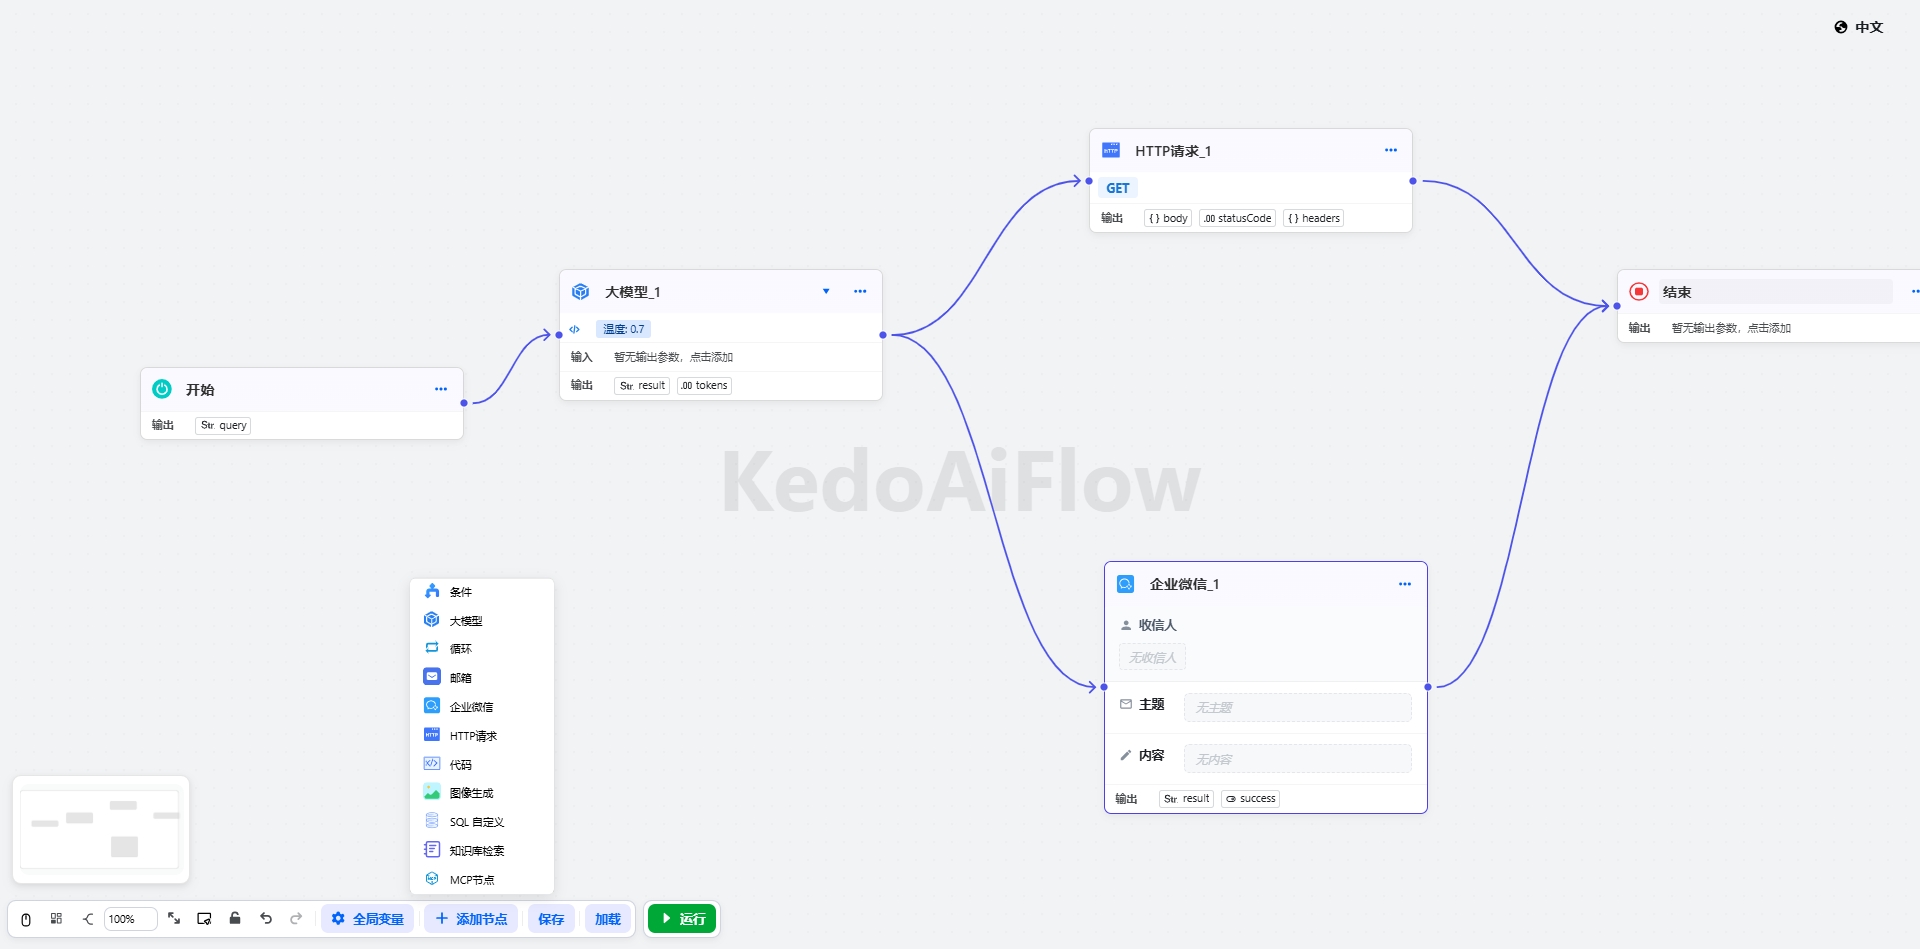 中文
HTTP请求_1
GET
输出 { } body .00 statusCode { } headers
大模型_1
温度: 0.7
输入 暂无输出参数，点击添加
输出 Str. result .00 tokens
结束
输出 暂无输出参数，点击添加
开始
输出 Str. query
KedoAiFlow
企业微信_1
收信人
无收信人
主题 无主题
内容 无内容
输出 Str. result success
条件
大模型
循环
邮箱
企业微信
HTTP请求
代码
图像生成
SQL 自定义
知识库检索
MCP节点
100% 全局变量 添加节点 保存 加载 运行